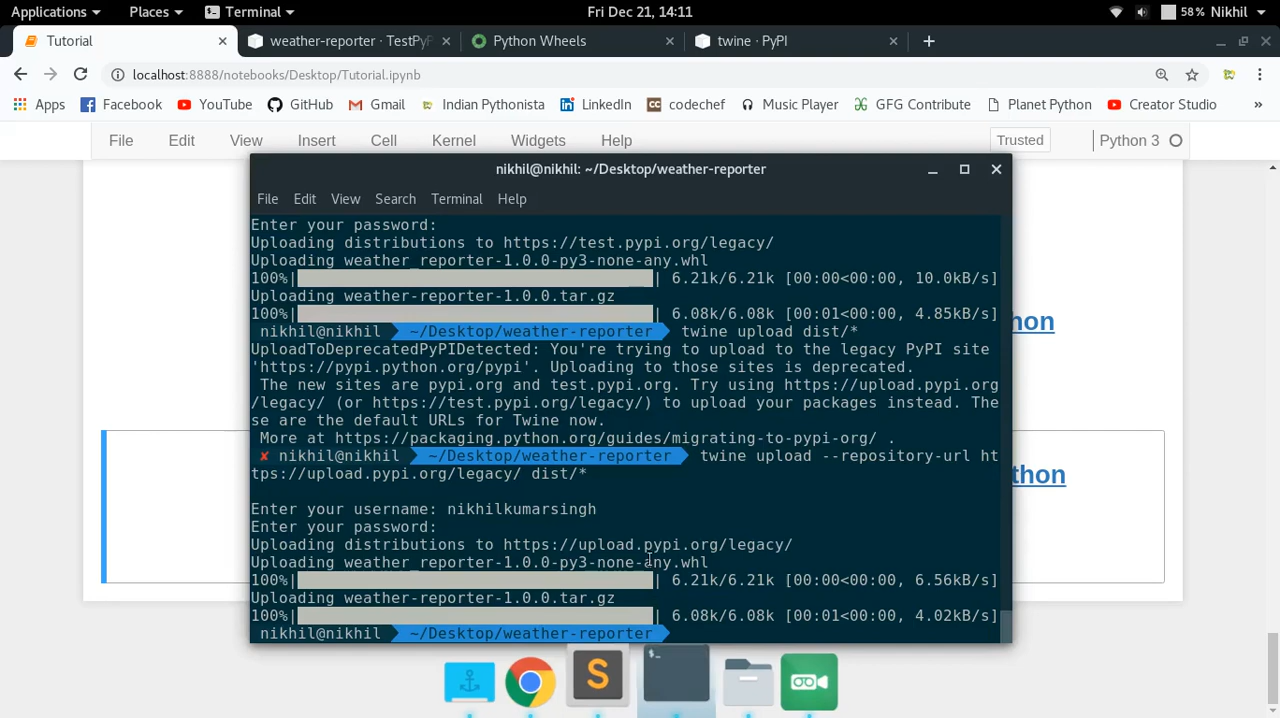 Applications Places Terminal Fri Dec 21, 14:11 58% Nikhil
Tutorial weather-reporter · TestPyP Python Wheels twine · PyPI
localhost:8888/notebooks/Desktop/Tutorial.ipynb
Apps Facebook YouTube GitHub Gmail Indian Pythonista LinkedIn codechef Music Player GFG Contribute Planet Python Creator Studio »
File Edit View Insert Cell Kernel Widgets Help Trusted Python 3
nikhil@nikhil: ~/Desktop/weather-reporter
File Edit View Search Terminal Help
Enter your password:
Uploading distributions to https://test.pypi.org/legacy/
Uploading weather_reporter-1.0.0-py3-none-any.whl
100%| | 6.21k/6.21k [00:00<00:00, 10.0kB/s]
Uploading weather-reporter-1.0.0.tar.gz
100%| | 6.08k/6.08k [00:01<00:00, 4.85kB/s]
hon
nikhil@nikhil ~/Desktop/weather-reporter twine upload dist/*
UploadToDeprecatedPyPIDetected: You're trying to upload to the legacy PyPI site
'https://pypi.python.org/pypi'. Uploading to those sites is deprecated.
The new sites are pypi.org and test.pypi.org. Try using https://upload.pypi.org
/legacy/ (or https://test.pypi.org/legacy/) to upload your packages instead. The
se are the default URLs for Twine now.
More at https://packaging.python.org/guides/migrating-to-pypi-org/ .
✘ nikhil@nikhil ~/Desktop/weather-reporter twine upload --repository-url ht
tps://upload.pypi.org/legacy/ dist/*
thon
Enter your username: nikhilkumarsingh
Enter your password:
Uploading distributions to https://upload.pypi.org/legacy/
Uploading weather_reporter-1.0.0-py3-none-any.whl
100%| | 6.21k/6.21k [00:00<00:00, 6.56kB/s]
Uploading weather-reporter-1.0.0.tar.gz
100%| | 6.08k/6.08k [00:01<00:00, 4.02kB/s]
nikhil@nikhil ~/Desktop/weather-reporter